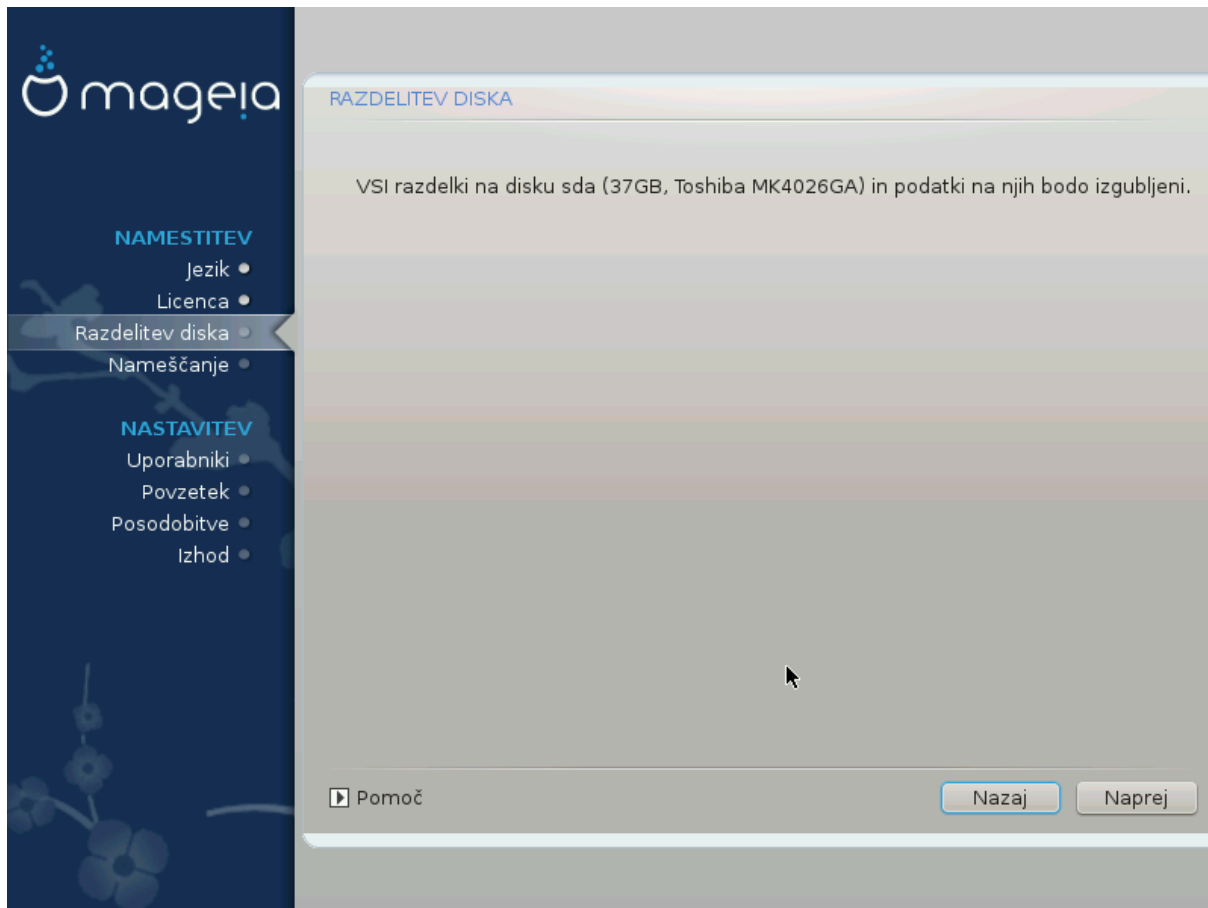 mageia
NAMESTITEV
Jezik
Licenca
Razdelitev diska
Nameščanje
NASTAVITEV
Uporabniki
Povzetek
Posodobitve
Izhod
RAZDELITEV DISKA
VSI razdelki na disku sda (37GB, Toshiba MK4026GA) in podatki na njih bodo izgubljeni.
Pomoč
Nazaj
Naprej